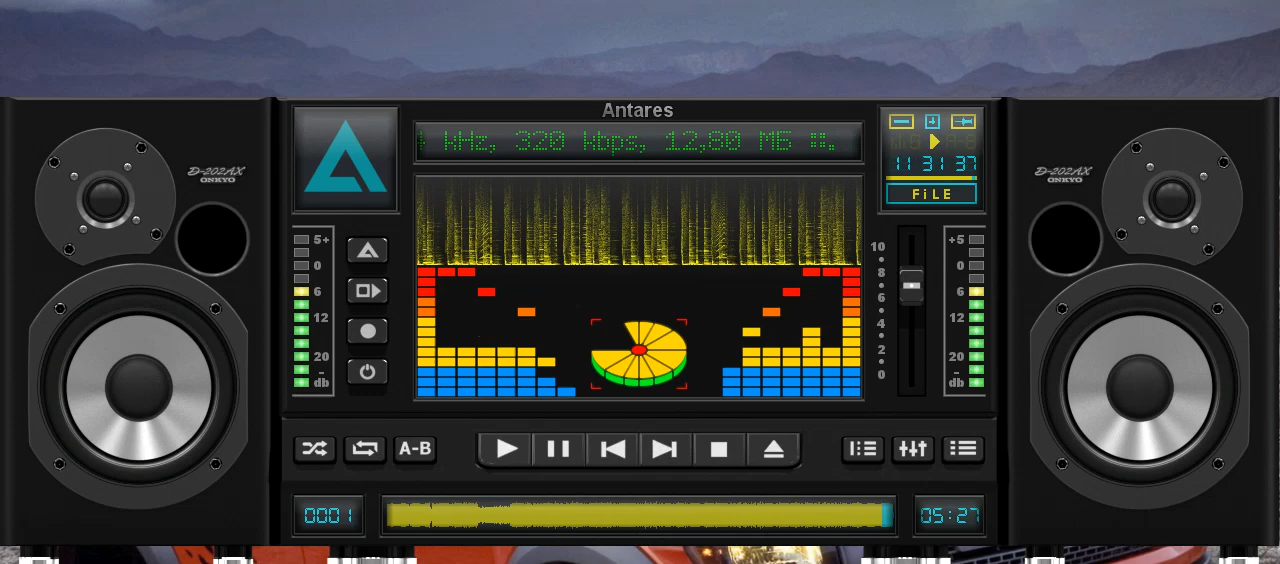 Antares
kHz, 320 kbps, 12,80 МБ ::.
A-B
11 31 37
FiLE
D-202AX
ONKYO
D-202AX
ONKYO
5+
0
6
12
20
-
db
10
8
6
4
2
0
+5
0
6
12
20
-
db
A-B
0001
05:27